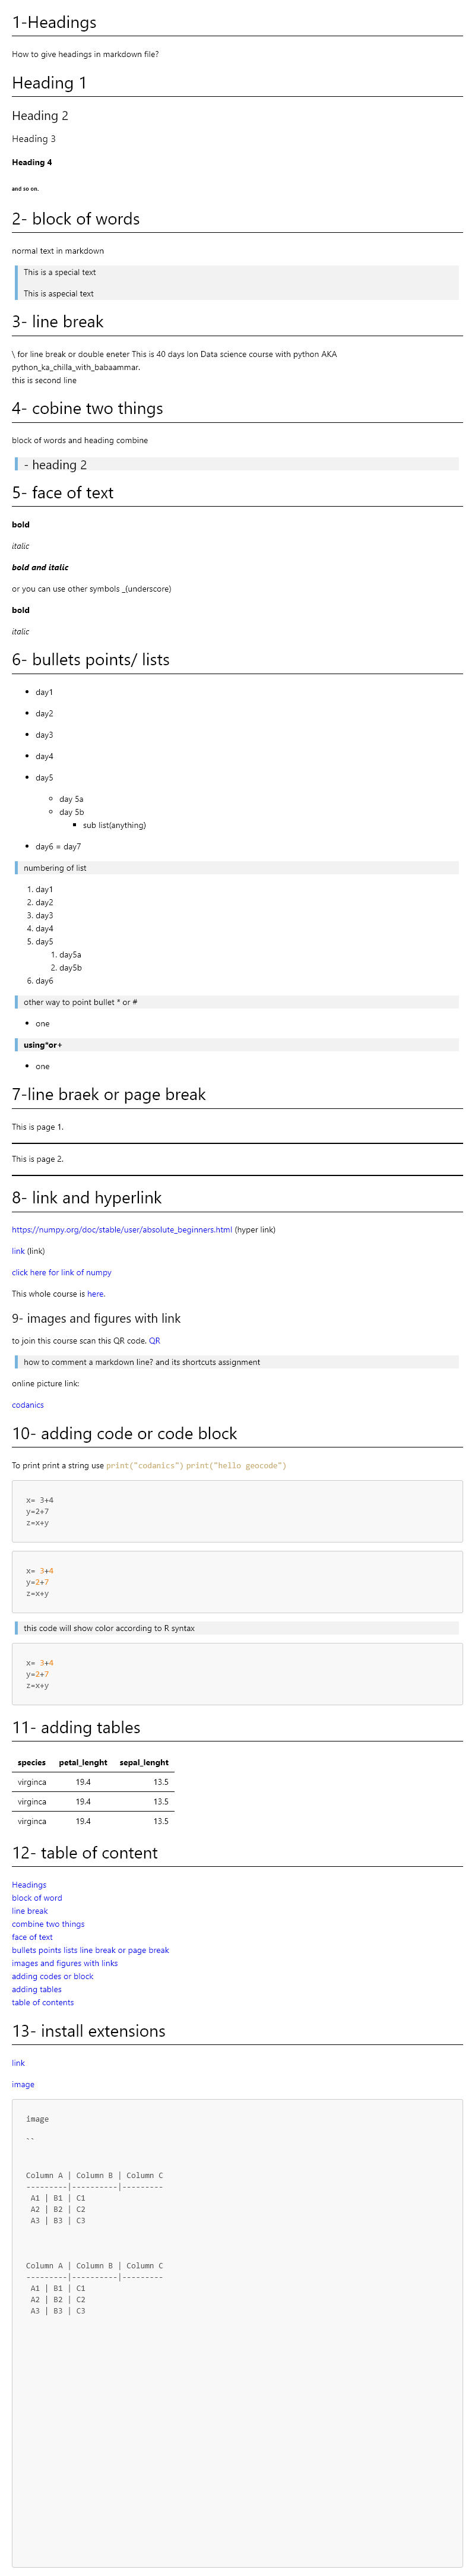 1-Headings
How to give headings in markdown file?
Heading 1
Heading 2
Heading 3
Heading 4
and so on.
2- block of words
normal text in markdown
This is a special text
This is aspecial text
3- line break
\ for line break or double eneter This is 40 days lon Data science course with python AKA
python_ka_chilla_with_babaammar.
this is second line
4- cobine two things
block of words and heading combine
- heading 2
5- face of text
bold
italic
bold and italic
or you can use other symbols _(underscore)
bold
italic
6- bullets points/ lists
• day1
• day2
• day3
• day4
• day5
◦ day 5a
◦ day 5b
▪ sub list(anything)
• day6 = day7
numbering of list
1. day1
2. day2
3. day3
4. day4
5. day5
1. day5a
2. day5b
6. day6
other way to point bullet * or #
• one
using*or+
• one
7-line braek or page break
This is page 1.
This is page 2.
8- link and hyperlink
https://numpy.org/doc/stable/user/absolute_beginners.html (hyper link)
link (link)
click here for link of numpy
This whole course is here.
9- images and figures with link
to join this course scan this QR code. QR
how to comment a markdown line? and its shortcuts assignment
online picture link:
codanics
10- adding code or code block
To print print a string use print("codanics") print("hello geocode")
x= 3+4
y=2+7
z=x+y
x= 3+4
y=2+7
z=x+y
this code will show color according to R syntax
x= 3+4
y=2+7
z=x+y
11- adding tables
species petal_lenght sepal_lenght
virginca 19.4 13.5
virginca 19.4 13.5
virginca 19.4 13.5
12- table of content
Headings
block of word
line break
combine two things
face of text
bullets points lists line break or page break
images and figures with links
adding codes or block
adding tables
table of contents
13- install extensions
link
image
image
--
Column A | Column B | Column C
---------|----------|---------
A1 | B1 | C1
A2 | B2 | C2
A3 | B3 | C3
Column A | Column B | Column C
---------|----------|---------
A1 | B1 | C1
A2 | B2 | C2
A3 | B3 | C3